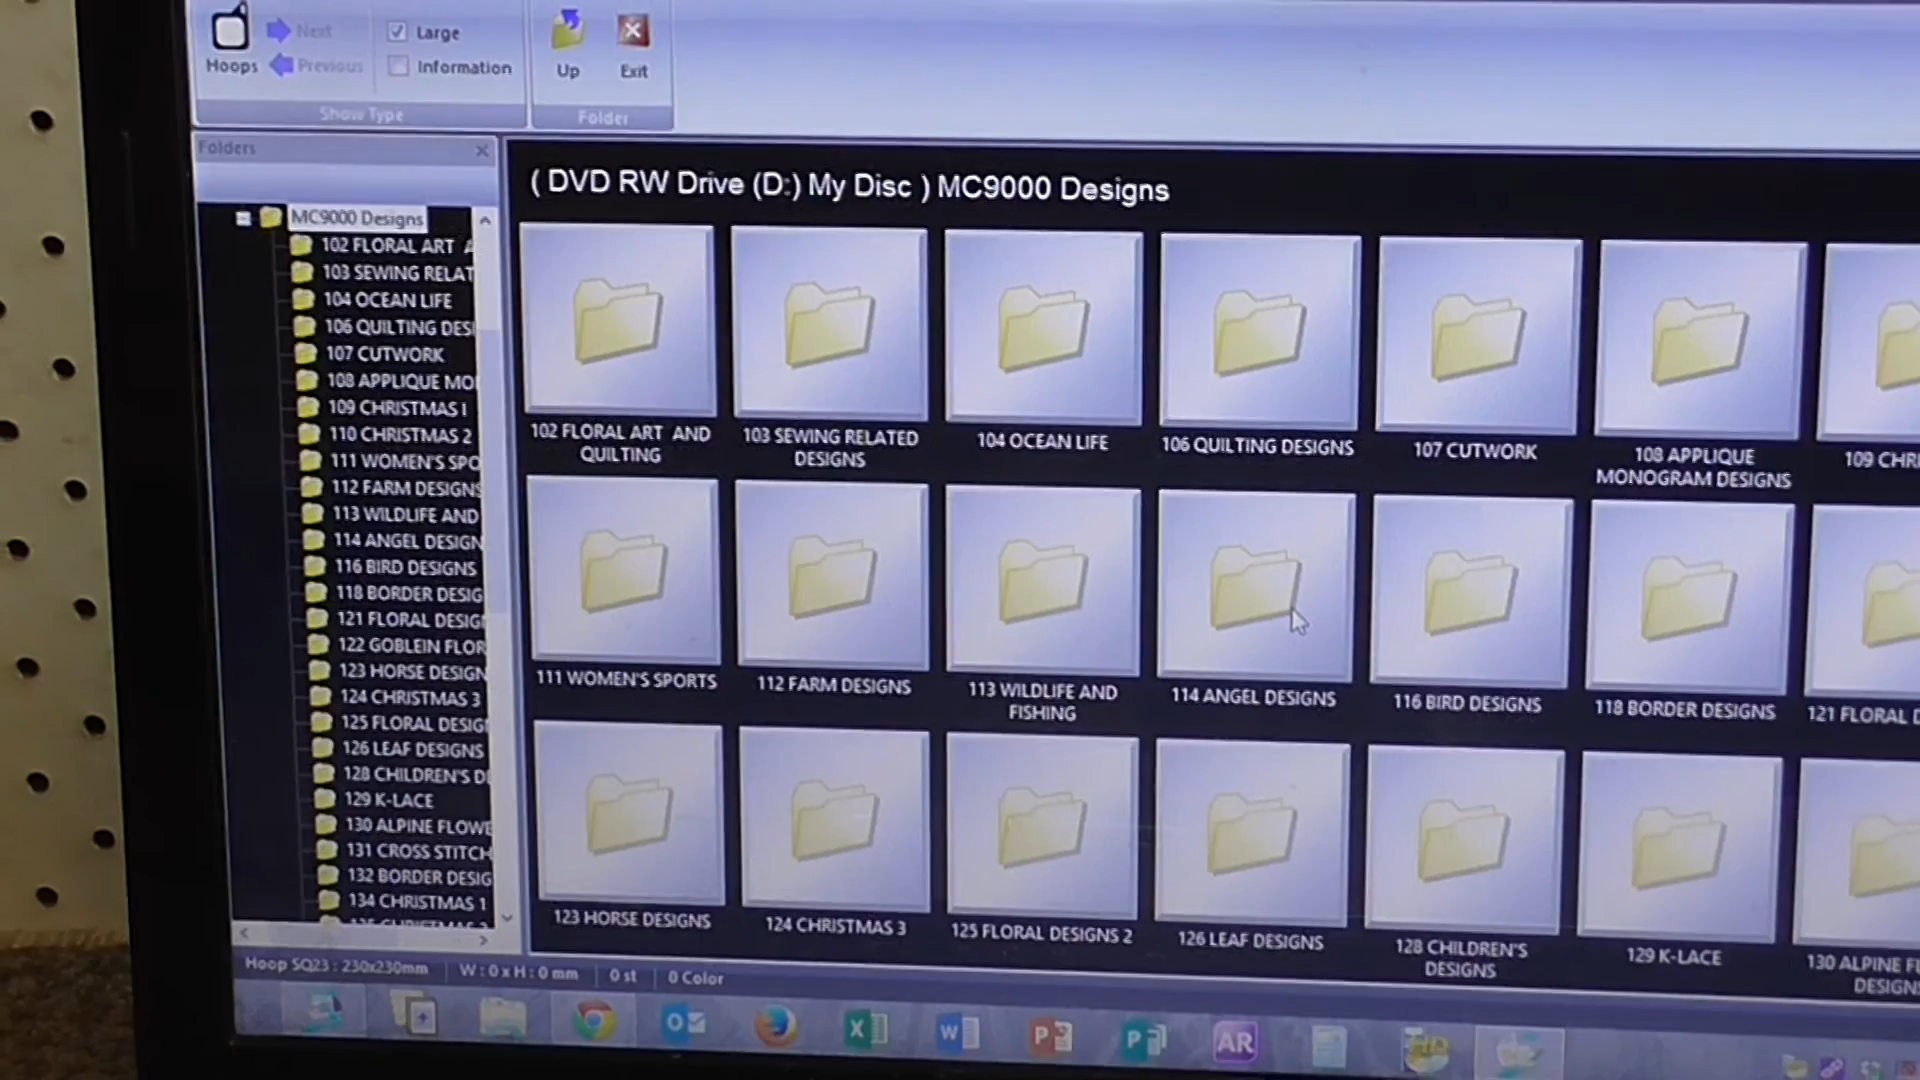 Hoops
Next
Previous
Large
Information
Show Type
Up
Exit
Folder
Folders
MC9000 Designs
102 FLORAL ART A
103 SEWING RELAT
104 OCEAN LIFE
106 QUILTING DESI
107 CUTWORK
108 APPLIQUE MO
109 CHRISTMAS 1
110 CHRISTMAS 2
111 WOMEN'S SPO
112 FARM DESIGNS
113 WILDLIFE AND
114 ANGEL DESIGN
116 BIRD DESIGNS
118 BORDER DESIG
121 FLORAL DESIG
122 GOBLEIN FLOR
123 HORSE DESIGN
124 CHRISTMAS 3
125 FLORAL DESIG
126 LEAF DESIGNS
128 CHILDREN'S D
129 K-LACE
130 ALPINE FLOWE
131 CROSS STITCH
132 BORDER DESIG
134 CHRISTMAS 1
( DVD RW Drive (D:) My Disc ) MC9000 Designs
102 FLORAL ART AND
QUILTING
103 SEWING RELATED
DESIGNS
104 OCEAN LIFE
106 QUILTING DESIGNS
107 CUTWORK
108 APPLIQUE
MONOGRAM DESIGNS
109 CHRI
111 WOMEN'S SPORTS
112 FARM DESIGNS
113 WILDLIFE AND
FISHING
114 ANGEL DESIGNS
116 BIRD DESIGNS
118 BORDER DESIGNS
121 FLORAL D
123 HORSE DESIGNS
124 CHRISTMAS 3
125 FLORAL DESIGNS 2
126 LEAF DESIGNS
128 CHILDREN'S
DESIGNS
129 K-LACE
130 ALPINE FL
DESIGNS
Hoop SQ23 : 230x230mm
W : 0 x H : 0 mm
0 st
0 Color
AR